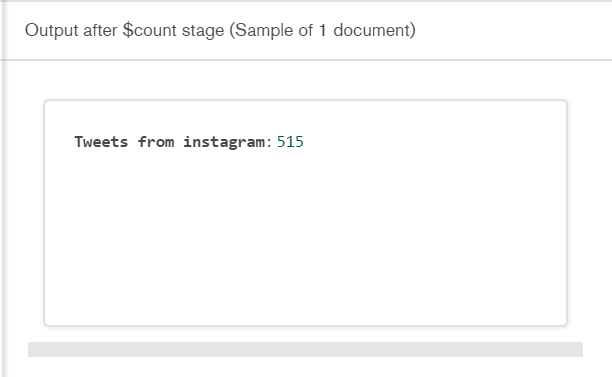 Output after $count stage (Sample of 1 document)
Tweets from instagram: 515